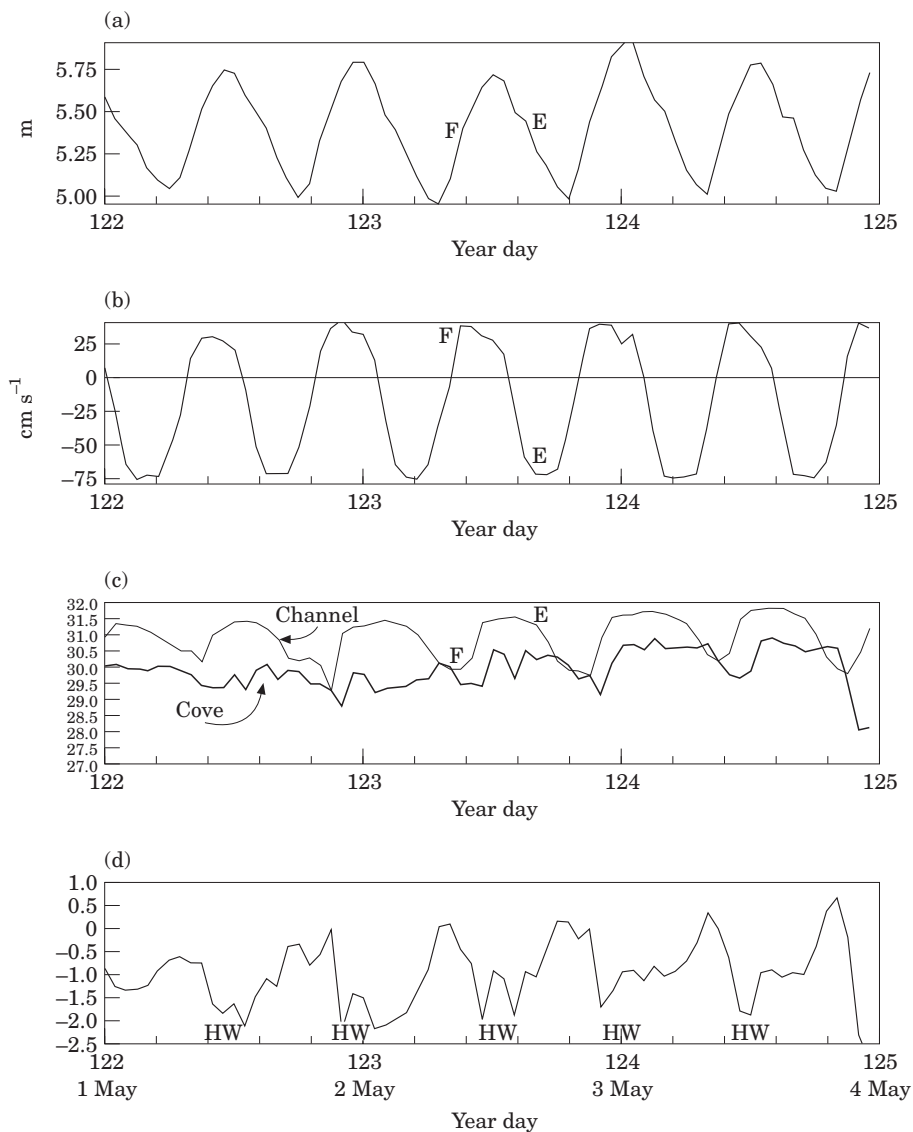 (a)
5.75
5.50
5.25
5.00
m
F
E
122
123
124
125
Year day
(b)
25
0
−25
−50
−75
cm s−1
F
E
122
123
124
125
Year day
(c)
32.0
31.5
31.0
30.5
30.0
29.5
29.0
28.5
28.0
27.5
27.0
Channel
E
F
Cove
122
123
124
125
Year day
(d)
1.0
0.5
0
−0.5
−1.0
−1.5
−2.0
−2.5
HW
HW
HW
HW
HW
122
123
124
125
1 May
2 May
3 May
4 May
Year day